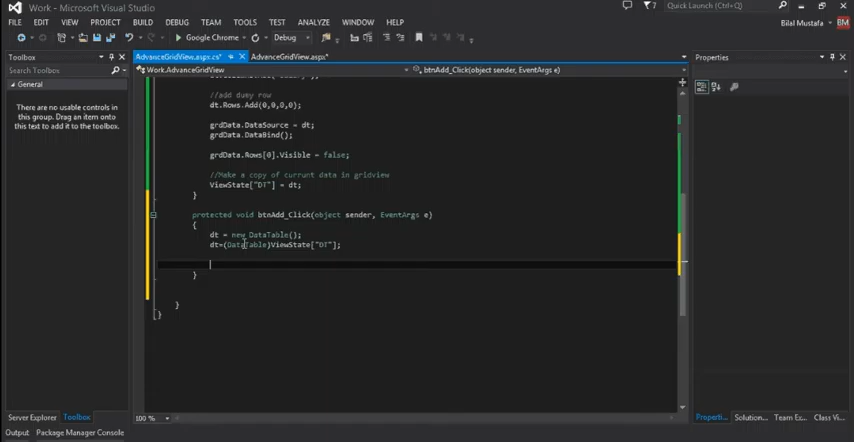 Work - Microsoft Visual Studio
7
Quick Launch (Ctrl+Q)
FILE EDIT VIEW PROJECT BUILD DEBUG TEAM TOOLS TEST ANALYZE WINDOW HELP
Bilal Mustafa BM
Google Chrome Debug
Toolbox
AdvanceGridView.aspx.cs* AdvanceGridView.aspx*
Properties
Search Toolbox
Work.AdvanceGridView btnAdd_Click(object sender, EventArgs e)
General
There are no usable controls in
this group. Drag an item onto
this text to add it to the toolbox.
//add dumy row
dt.Rows.Add(0,0,0,0);
grdData.DataSource = dt;
grdData.DataBind();
grdData.Rows[0].Visible = false;
//Make a copy of currunt data in gridview
ViewState["DT"] = dt;
}
protected void btnAdd_Click(object sender, EventArgs e)
{
dt = new DataTable();
dt=(DataTable)ViewState["DT"];
}
}
}
100 %
Server Explorer Toolbox
Properti... Solution... Team Ex... Class Vi...
Output Package Manager Console